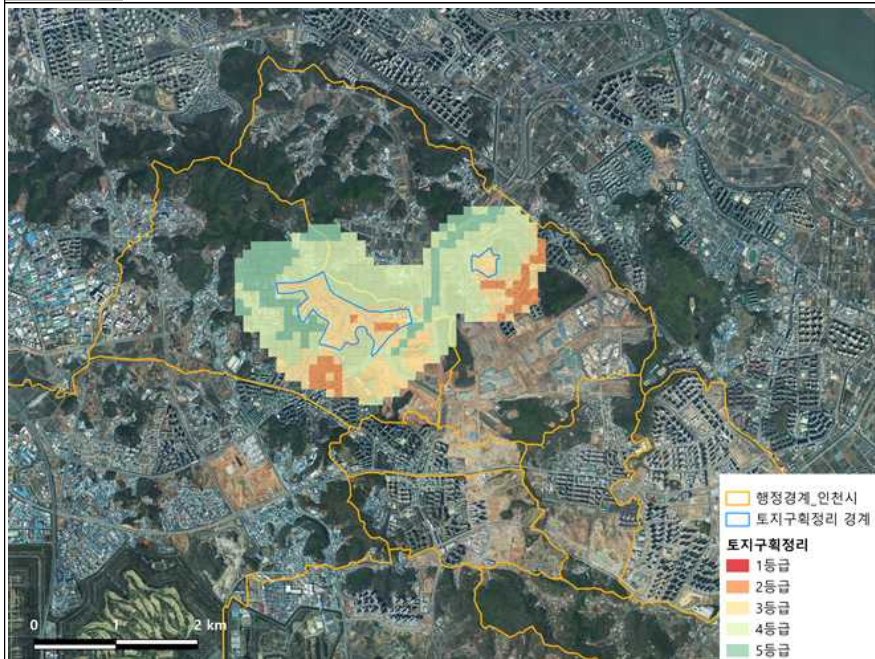 행정경계_인천시
토지구획정리 경계
토지구획정리
1등급
2등급
3등급
4등급
5등급
0 1 2 km